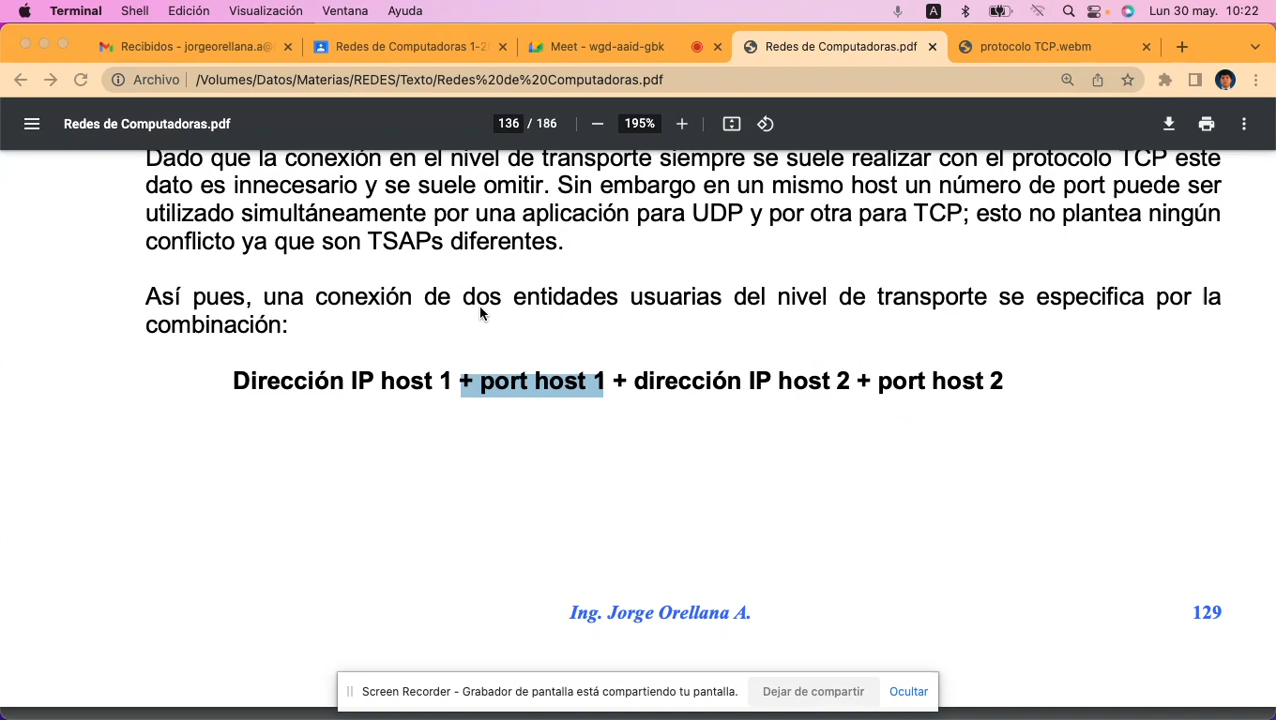 Terminal Shell Edición Visualización Ventana Ayuda A Lun 30 may. 10:22
Recibidos - jorgeorellana.a@ Redes de Computadoras 1-2 Meet - wgd-aaid-gbk Redes de Computadoras.pdf protocolo TCP.webm
Archivo /Volumes/Datos/Materias/REDES/Texto/Redes%20de%20Computadoras.pdf
Redes de Computadoras.pdf 136 / 186 195%
Dado que la conexión en el nivel de transporte siempre se suele realizar con el protocolo TCP este
dato es innecesario y se suele omitir. Sin embargo en un mismo host un número de port puede ser
utilizado simultáneamente por una aplicación para UDP y por otra para TCP; esto no plantea ningún
conflicto ya que son TSAPs diferentes.
Así pues, una conexión de dos entidades usuarias del nivel de transporte se especifica por la
combinación:
Dirección IP host 1 + port host 1 + dirección IP host 2 + port host 2
Ing. Jorge Orellana A. 129
Screen Recorder - Grabador de pantalla está compartiendo tu pantalla. Dejar de compartir Ocultar